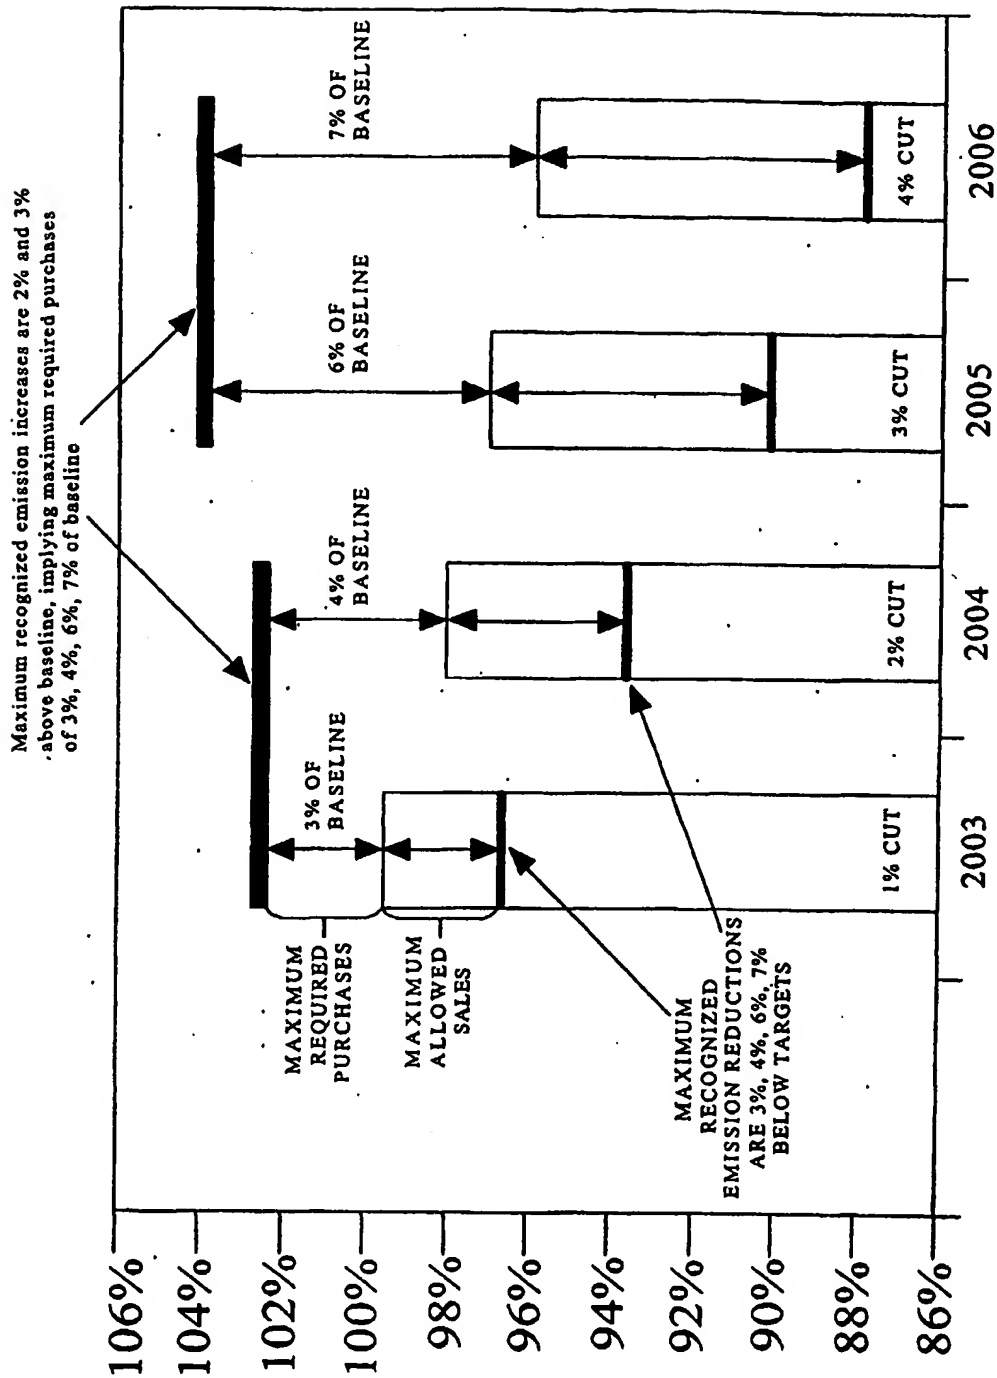 Maximum recognized emission increases are 2% and 3%
above baseline, implying maximum required purchases
of 3%, 4%, 6%, 7% of baseline
106%
104%
102%
100%
98%
96%
94%
92%
90%
88%
86%
MAXIMUM
REQUIRED
PURCHASES
MAXIMUM
ALLOWED
SALES
MAXIMUM
RECOGNIZED
EMISSION REDUCTIONS
ARE 3%, 4%, 6%, 7%
BELOW TARGETS
3% OF
BASELINE
4% OF
BASELINE
6% OF
BASELINE
7% OF
BASELINE
1% CUT
2% CUT
3% CUT
4% CUT
2003
2004
2005
2006